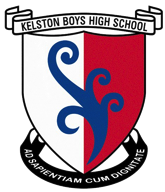 KELSTON BOYS HIGH SCHOOL
AD SAPIENTIAM CUM DIGNITATE